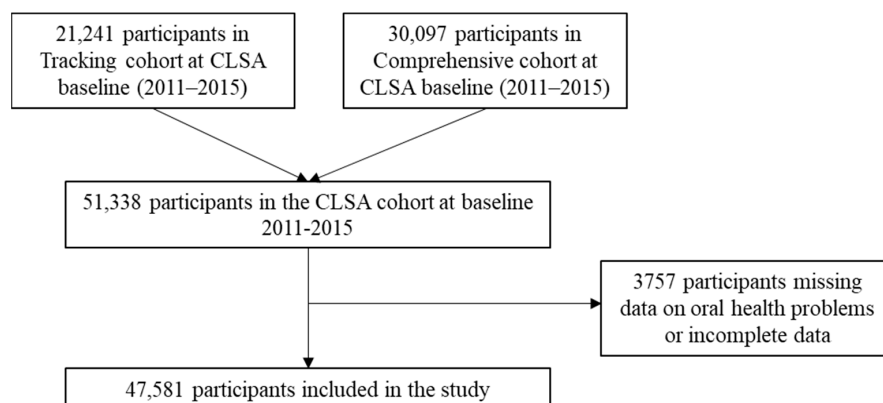 21,241 participants in
Tracking cohort at CLSA
baseline (2011–2015)
30,097 participants in
Comprehensive cohort at
CLSA baseline (2011–2015)
51,338 participants in the CLSA cohort at baseline
2011-2015
3757 participants missing
data on oral health problems
or incomplete data
47,581 participants included in the study